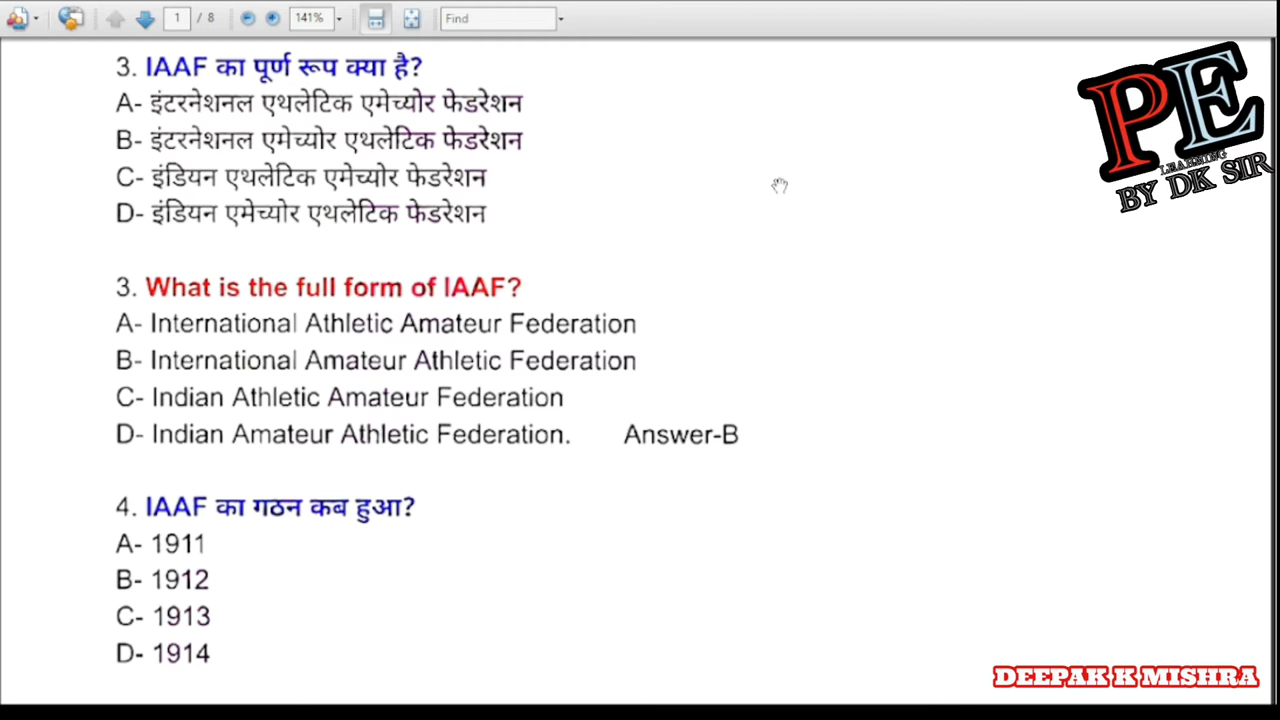 1 / 8 141% Find
3. IAAF का पूर्ण रूप क्या है?
A- इंटरनेशनल एथलेटिक एमेच्योर फेडरेशन
B- इंटरनेशनल एमेच्योर एथलेटिक फेडरेशन
C- इंडियन एथलेटिक एमेच्योर फेडरेशन
D- इंडियन एमेच्योर एथलेटिक फेडरेशन
PE
LEARNING
BY DK SIR
3. What is the full form of IAAF?
A- International Athletic Amateur Federation
B- International Amateur Athletic Federation
C- Indian Athletic Amateur Federation
D- Indian Amateur Athletic Federation. Answer-B
4. IAAF का गठन कब हुआ?
A- 1911
B- 1912
C- 1913
D- 1914
DEEPAK K MISHRA